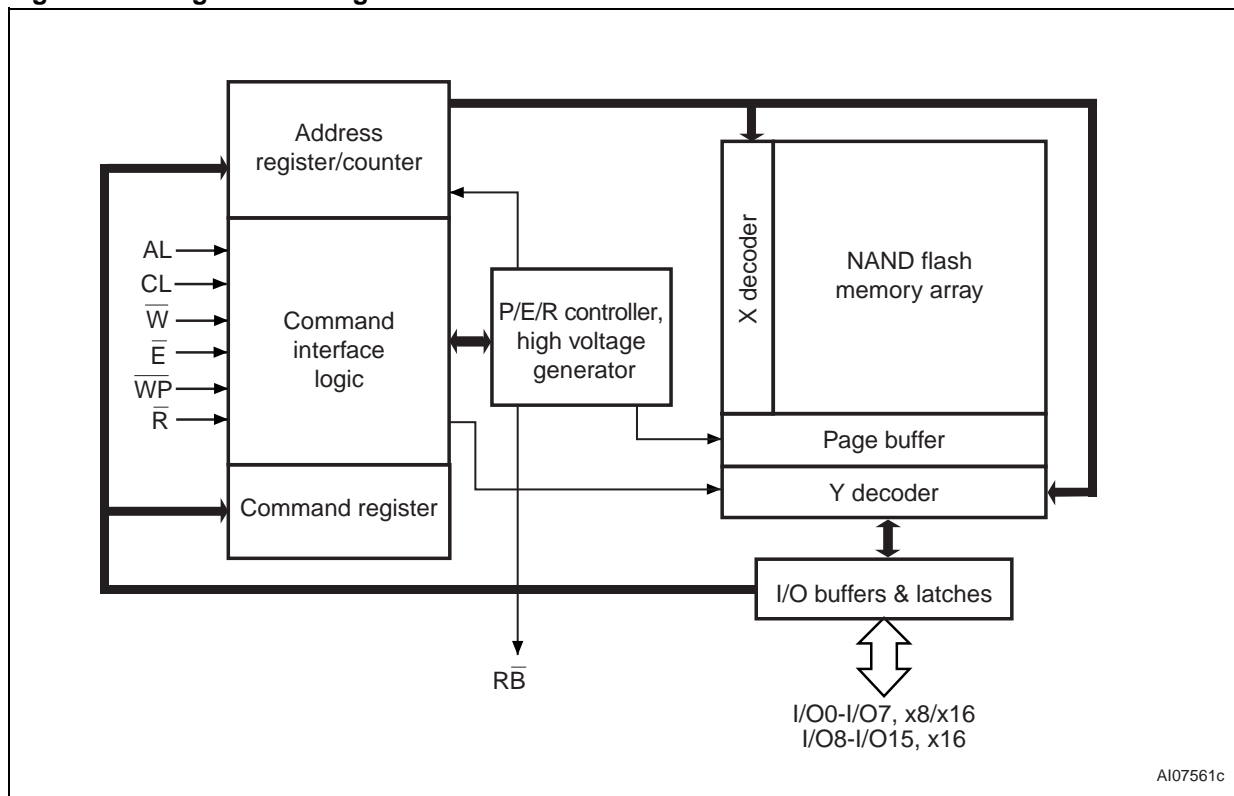 Address
register/counter
AL
CL
W̅
E̅
W̅P̅
R̅
Command
interface
logic
Command register
P/E/R controller,
high voltage
generator
RB̅
X decoder
NAND flash
memory array
Page buffer
Y decoder
I/O buffers & latches
I/O0-I/O7, x8/x16
I/O8-I/O15, x16
AI07561c